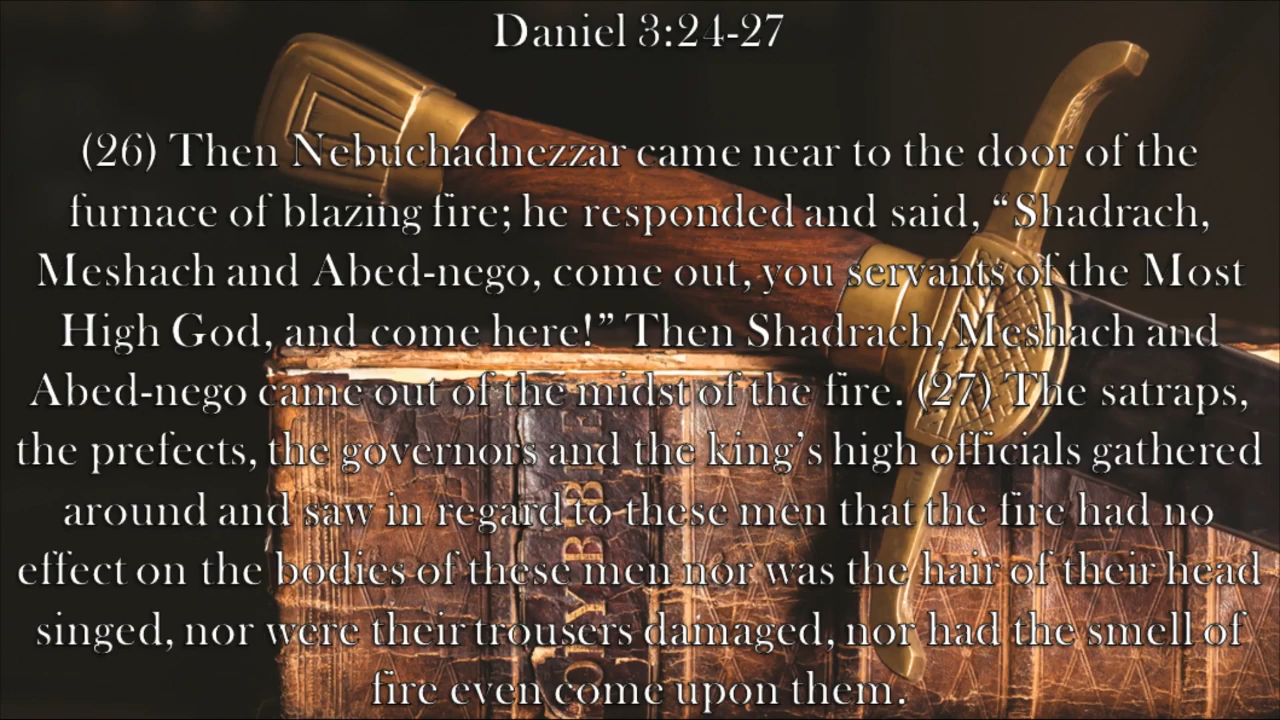 Daniel 3:24-27
(26) Then Nebuchadnezzar came near to the door of the
furnace of blazing fire; he responded and said, “Shadrach,
Meshach and Abed-nego, come out, you servants of the Most
High God, and come here!” Then Shadrach, Meshach and
Abed-nego came out of the midst of the fire. (27) The satraps,
the prefects, the governors and the king’s high officials gathered
around and saw in regard to these men that the fire had no
effect on the bodies of these men nor was the hair of their head
singed, nor were their trousers damaged, nor had the smell of
fire even come upon them.